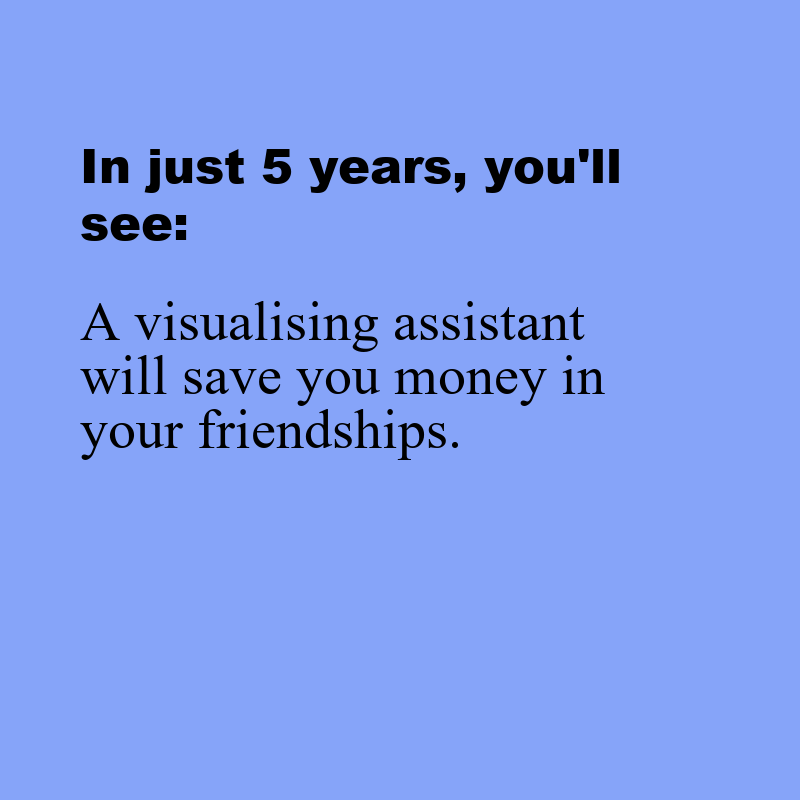 In just 5 years, you'll
see:
A visualising assistant
will save you money in
your friendships.